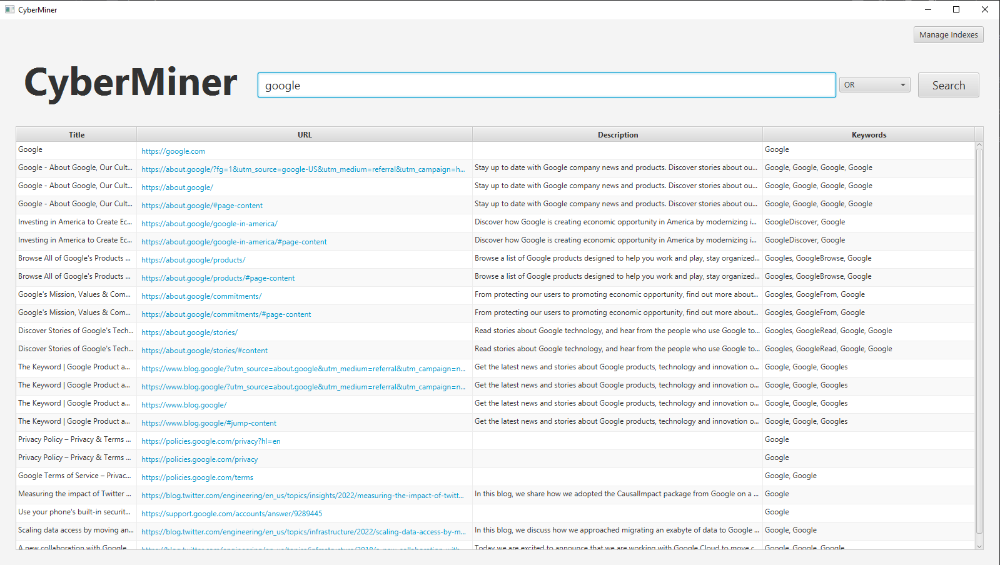 CyberMiner
Manage Indexes
CyberMiner google OR Search
Title URL Description Keywords
Google https://google.com Google
Google - About Google, Our Cult... https://about.google/?fg=1&utm_source=google-US&utm_medium=referral&utm_campaign=h... Stay up to date with Google company news and products. Discover stories about ou... Google, Google, Google, Google
Google - About Google, Our Cult... https://about.google/ Stay up to date with Google company news and products. Discover stories about ou... Google, Google, Google, Google
Google - About Google, Our Cult... https://about.google/#page-content Stay up to date with Google company news and products. Discover stories about ou... Google, Google, Google, Google
Investing in America to Create Ec... https://about.google/google-in-america/ Discover how Google is creating economic opportunity in America by modernizing i... GoogleDiscover, Google
Investing in America to Create Ec... https://about.google/google-in-america/#page-content Discover how Google is creating economic opportunity in America by modernizing i... GoogleDiscover, Google
Browse All of Google's Products ... https://about.google/products/ Browse a list of Google products designed to help you work and play, stay organized... Googles, GoogleBrowse, Google
Browse All of Google's Products ... https://about.google/products/#page-content Browse a list of Google products designed to help you work and play, stay organized... Googles, GoogleBrowse, Google
Google's Mission, Values & Com... https://about.google/commitments/ From protecting our users to promoting economic opportunity, find out more about... Googles, GoogleFrom, Google
Google's Mission, Values & Com... https://about.google/commitments/#page-content From protecting our users to promoting economic opportunity, find out more about... Googles, GoogleFrom, Google
Discover Stories of Google's Tech... https://about.google/stories/ Read stories about Google technology, and hear from the people who use Google to... Googles, GoogleRead, Google, Google
Discover Stories of Google's Tech... https://about.google/stories/#content Read stories about Google technology, and hear from the people who use Google to... Googles, GoogleRead, Google, Google
The Keyword | Google Product a... https://www.blog.google/?utm_source=about.google&utm_medium=referral&utm_campaign=n... Get the latest news and stories about Google products, technology and innovation o... Google, Google, Googles
The Keyword | Google Product a... https://www.blog.google/?utm_source=about.google&utm_medium=referral&utm_campaign=n... Get the latest news and stories about Google products, technology and innovation o... Google, Google, Googles
The Keyword | Google Product a... https://www.blog.google/ Get the latest news and stories about Google products, technology and innovation o... Google, Google, Googles
The Keyword | Google Product a... https://www.blog.google/#jump-content Get the latest news and stories about Google products, technology and innovation o... Google, Google, Googles
Privacy Policy – Privacy & Terms ... https://policies.google.com/privacy?hl=en Google
Privacy Policy – Privacy & Terms ... https://policies.google.com/privacy Google
Google Terms of Service – Privac... https://policies.google.com/terms Google, Google
Measuring the impact of Twitter ... https://blog.twitter.com/engineering/en_us/topics/insights/2022/measuring-the-impact-of-twitt... In this blog, we share how we adopted the CausalImpact package from Google on a ... Google
Use your phone's built-in securit... https://support.google.com/accounts/answer/9289445 Google
Scaling data access by moving an... https://blog.twitter.com/engineering/en_us/topics/infrastructure/2022/scaling-data-access-by-m... In this blog, we discuss how we approached migrating an exabyte of data to Google ... Google, Google
A new collaboration with Google https://blog.twitter.com/engineering/en_us/topics/infrastructure/2018/a-new-collaboration-with Today we are excited to announce that we are working with Google Cloud to move c... Google, Google, Google